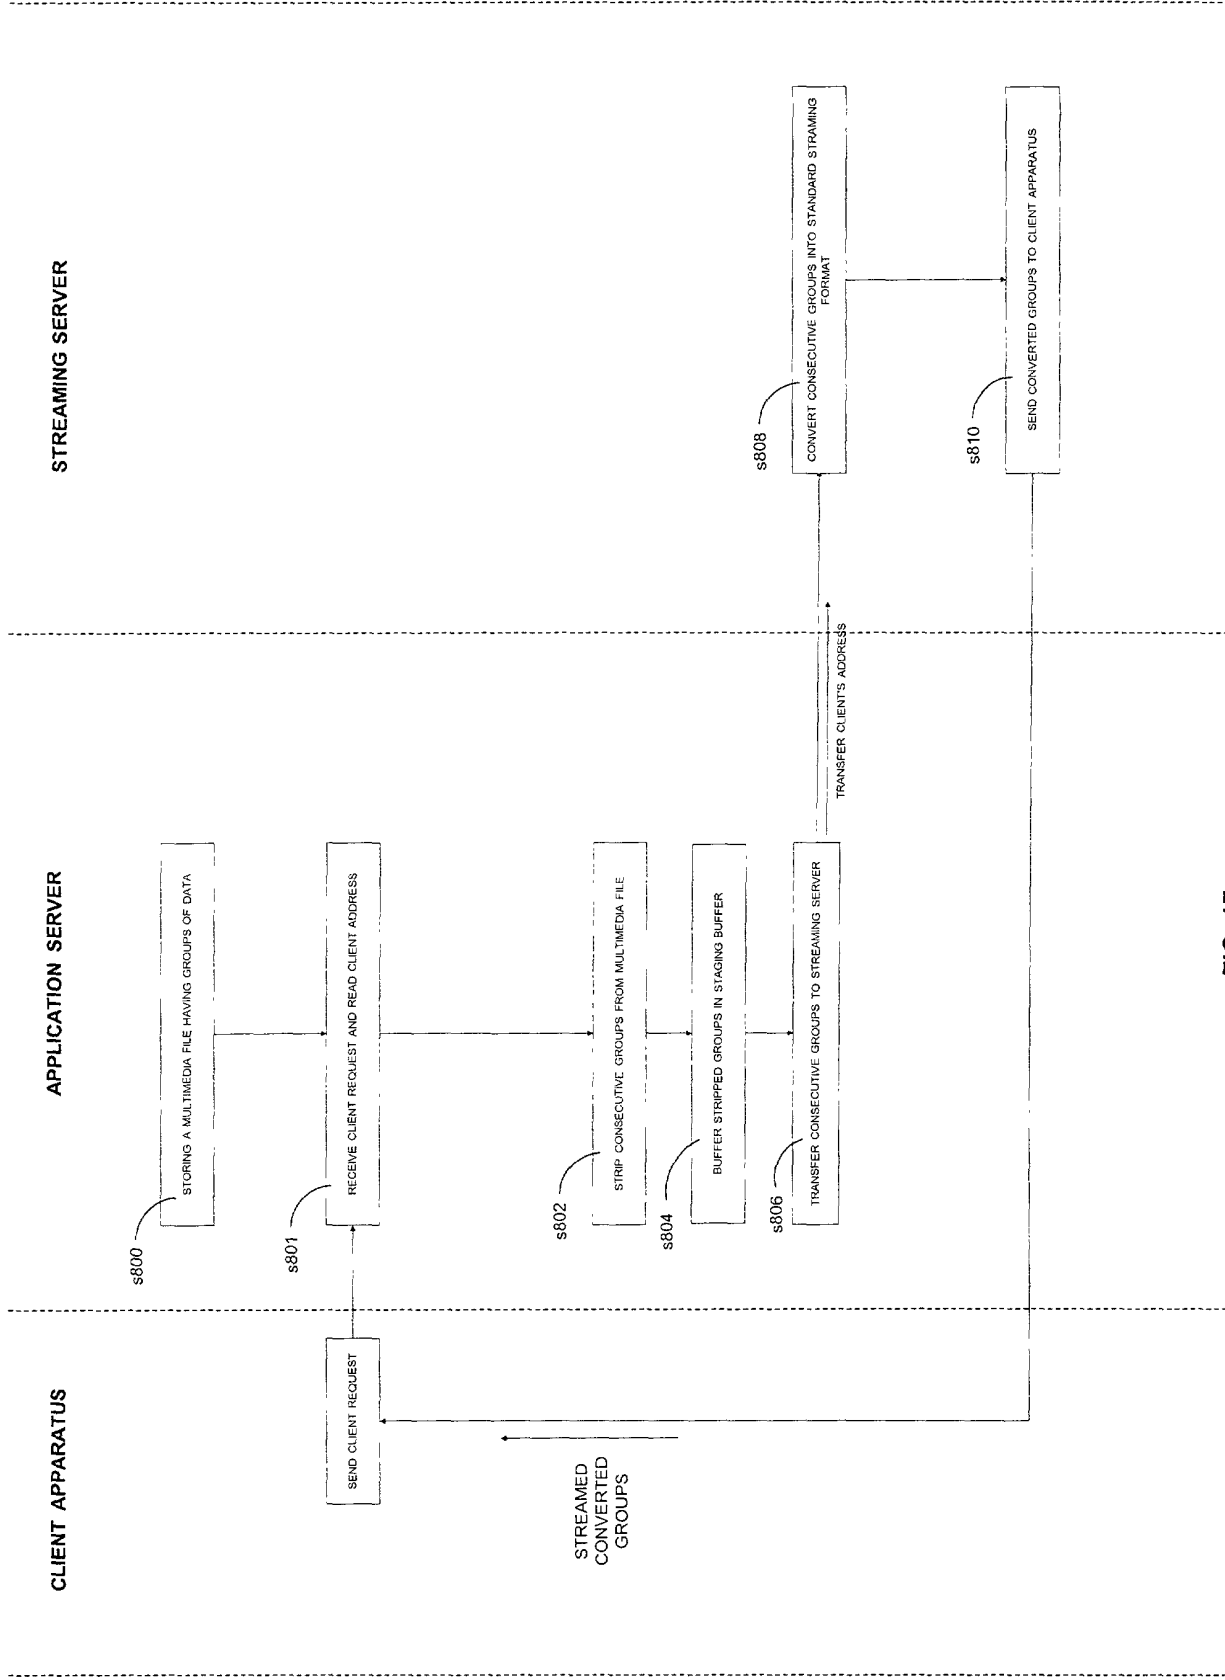 CLIENT APPARATUS
APPLICATION SERVER
STREAMING SERVER
s800
STORING A MULTIMEDIA FILE HAVING GROUPS OF DATA
SEND CLIENT REQUEST
s801
RECEIVE CLIENT REQUEST AND READ CLIENT ADDRESS
s802
STRIP CONSECUTIVE GROUPS FROM MULTIMEDIA FILE
s804
BUFFER STRIPPED GROUPS IN STAGING BUFFER
s806
TRANSFER CONSECUTIVE GROUPS TO STREAMING SERVER
TRANSFER CLIENT'S ADDRESS
s808
CONVERT CONSECUTIVE GROUPS INTO STANDARD STRAMING
FORMAT
s810
SEND CONVERTED GROUPS TO CLIENT APPARATUS
STREAMED
CONVERTED
GROUPS